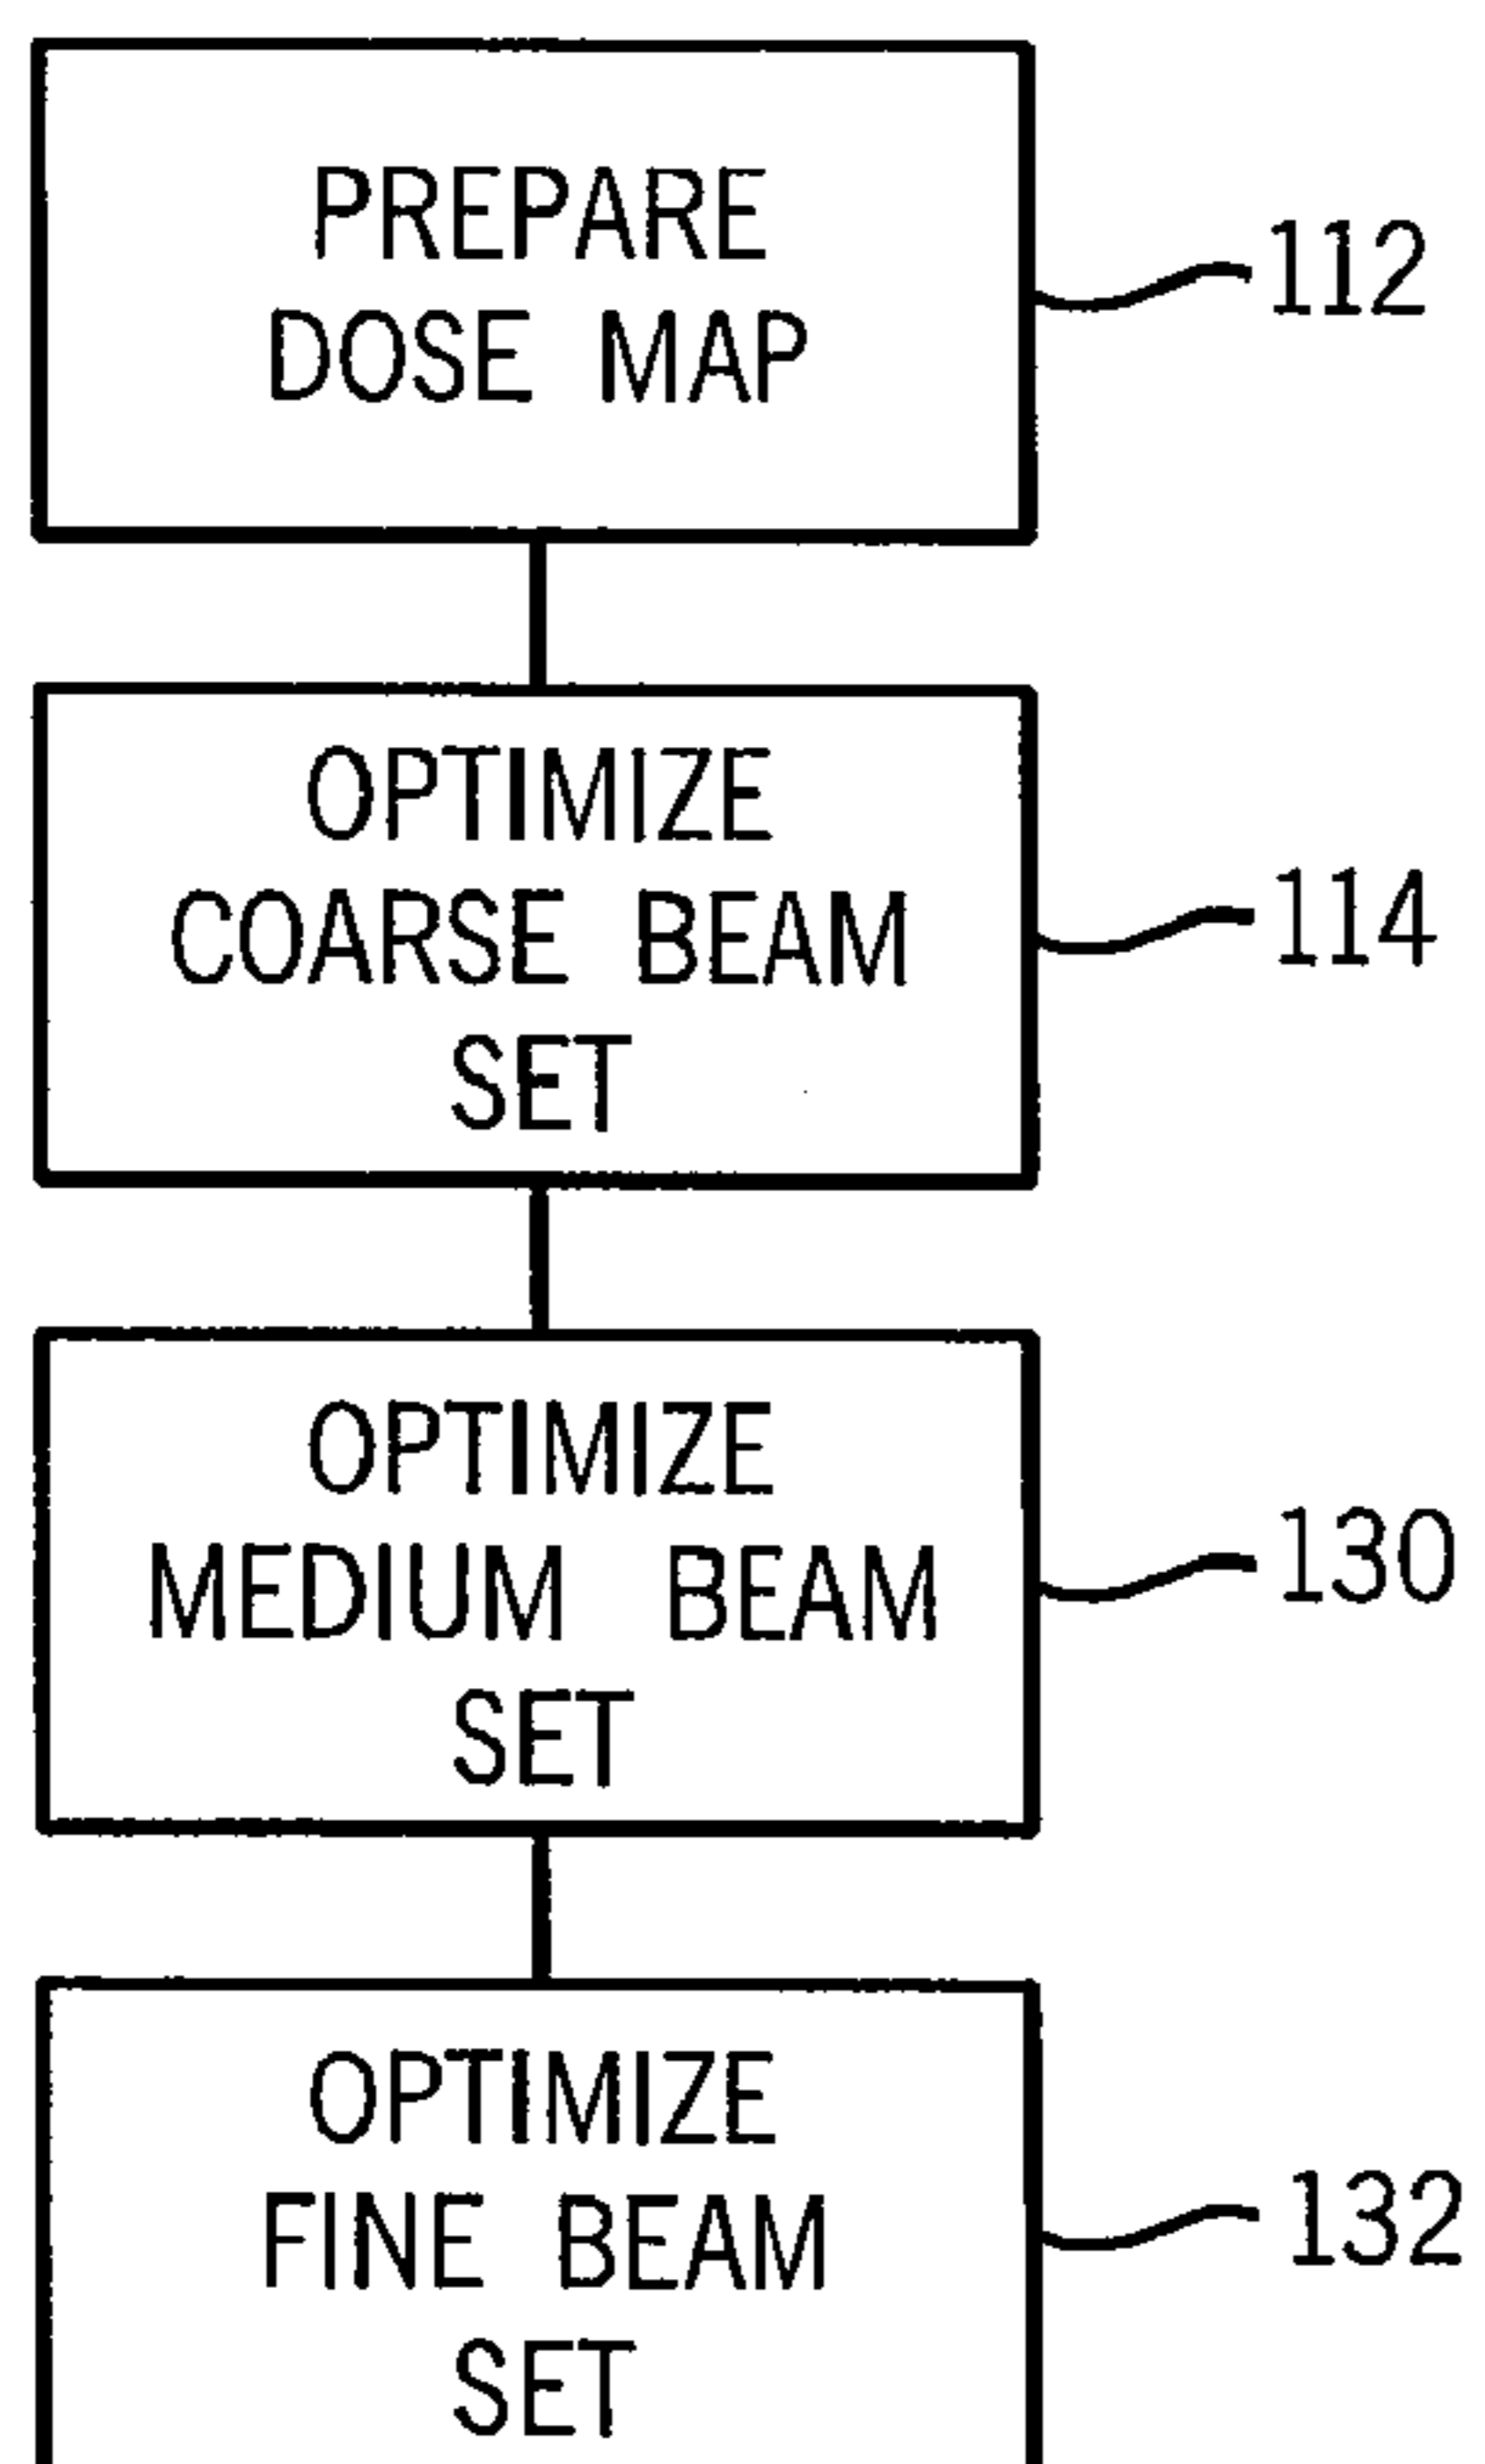 PREPARE
DOSE MAP
112
OPTIMIZE
COARSE BEAM
SET
114
OPTIMIZE
MEDIUM BEAM
SET
130
OPTIMIZE
FINE BEAM
SET
132